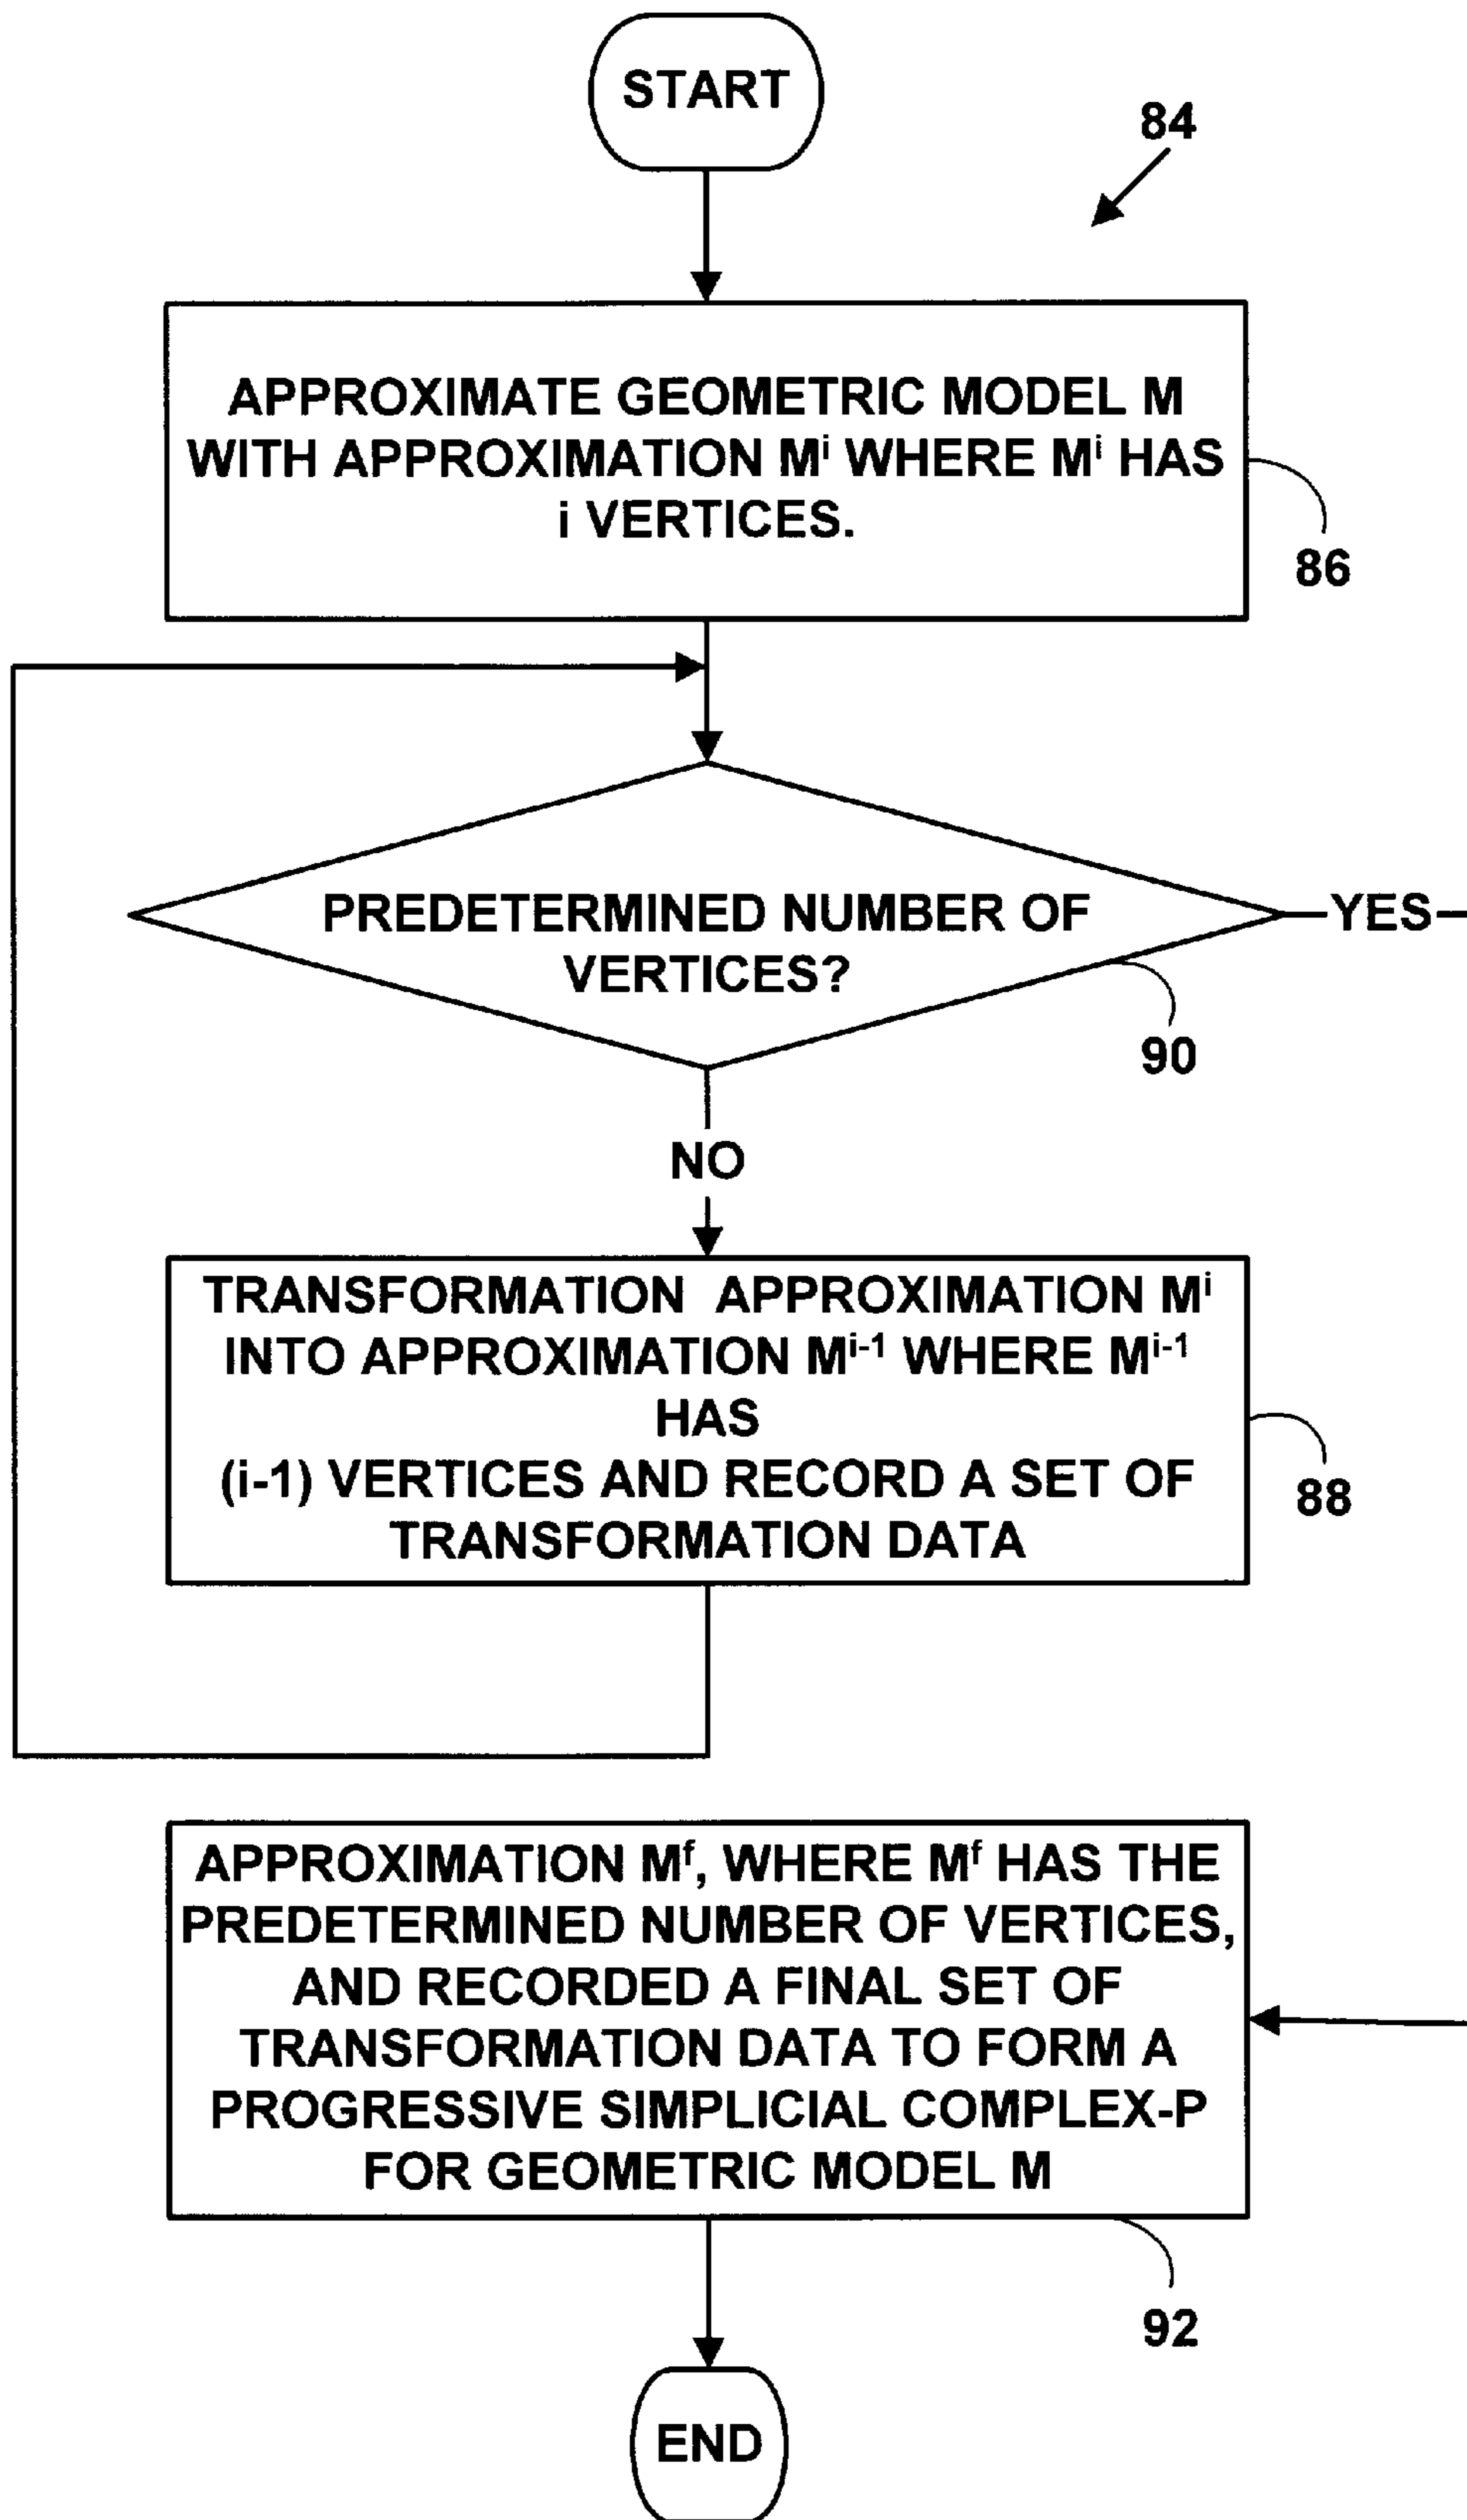 START
84
APPROXIMATE GEOMETRIC MODEL M
WITH APPROXIMATION Mⁱ WHERE Mⁱ HAS
i VERTICES.
86
PREDETERMINED NUMBER OF
VERTICES?
YES
90
NO
TRANSFORMATION APPROXIMATION Mⁱ
INTO APPROXIMATION Mⁱ⁻¹ WHERE Mⁱ⁻¹
HAS
(i-1) VERTICES AND RECORD A SET OF
TRANSFORMATION DATA
88
APPROXIMATION Mᶠ, WHERE Mᶠ HAS THE
PREDETERMINED NUMBER OF VERTICES,
AND RECORDED A FINAL SET OF
TRANSFORMATION DATA TO FORM A
PROGRESSIVE SIMPLICIAL COMPLEX-P
FOR GEOMETRIC MODEL M
92
END